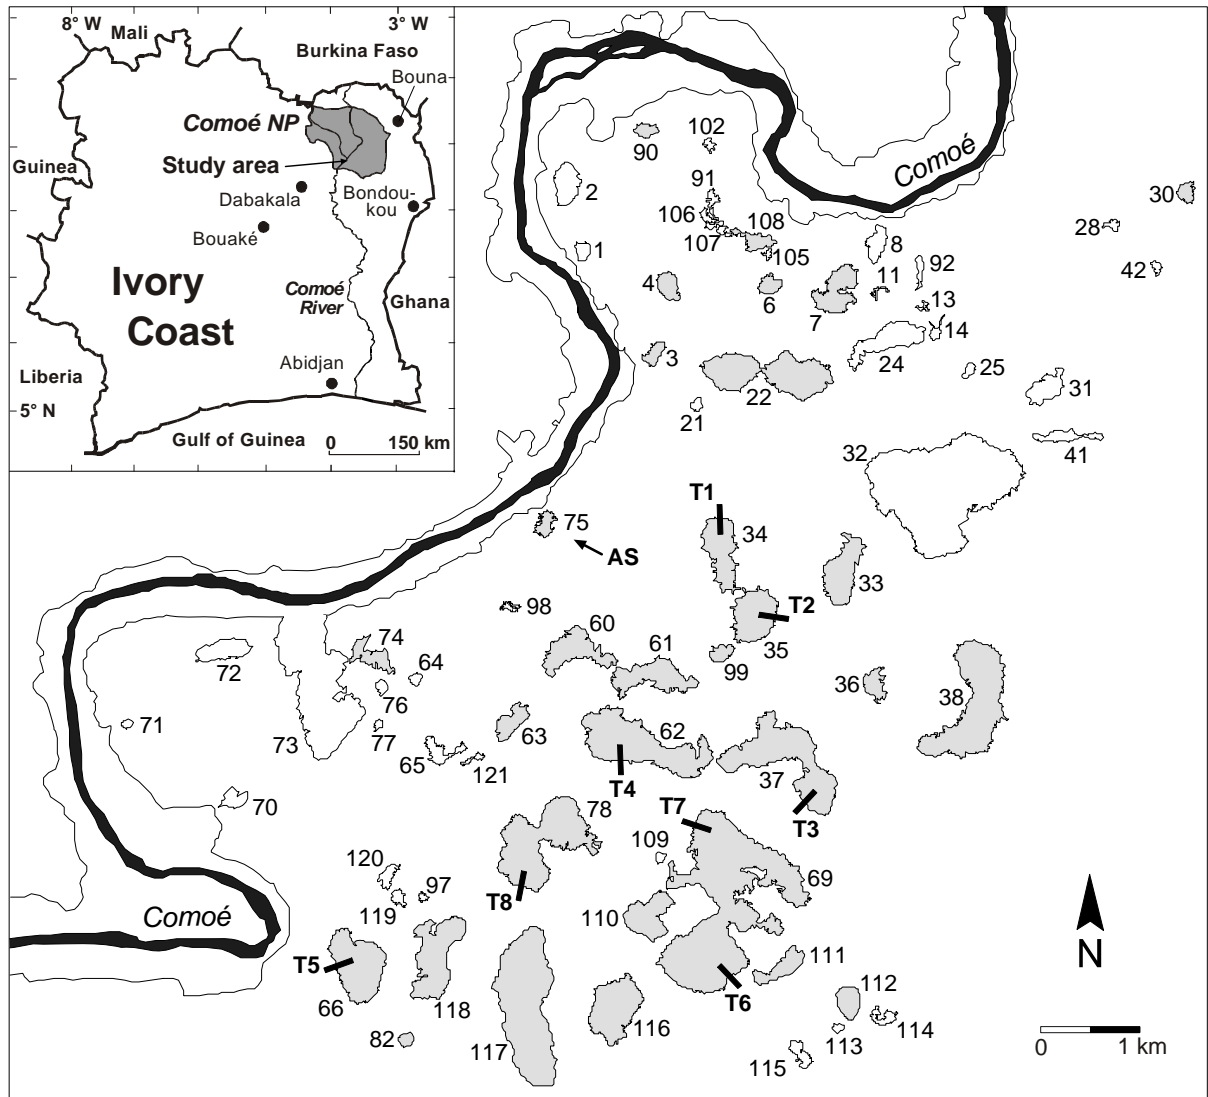 8° W
3° W
Mali
Burkina Faso
Bouna
Comoé NP
Guinea
Study area
Dabakala
Bondou-
kou
Bouaké
Ivory
Coast
Comoé
River
Ghana
Abidjan
Liberia
5° N
Gulf of Guinea
0 150 km
Comoé
90
102
2
91
30
106
108
28
107
105
8
1
42
4
6
7
11
92
13
14
3
24
25
31
22
21
32
41
T1
75
34
AS
33
98
T2
60
61
35
99
74
64
72
36
38
76
71
73
77
63
62
65
121
37
T4
70
78
T7
T3
109
120
97
69
T8
119
Comoé
110
T5
111
66
118
T6
112
116
114
82
117
113
115
N
0 1 km